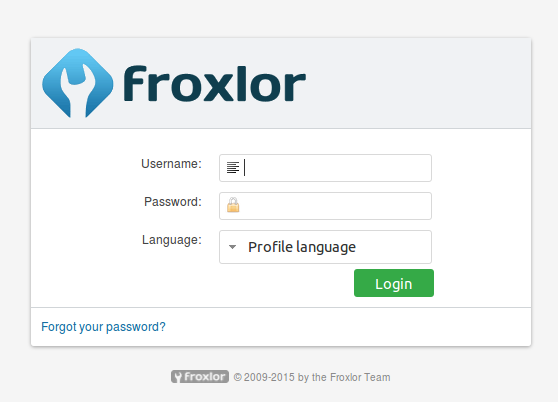 froxlor
Username:
Password:
Language: Profile language
Login
Forgot your password?
froxlor © 2009-2015 by the Froxlor Team